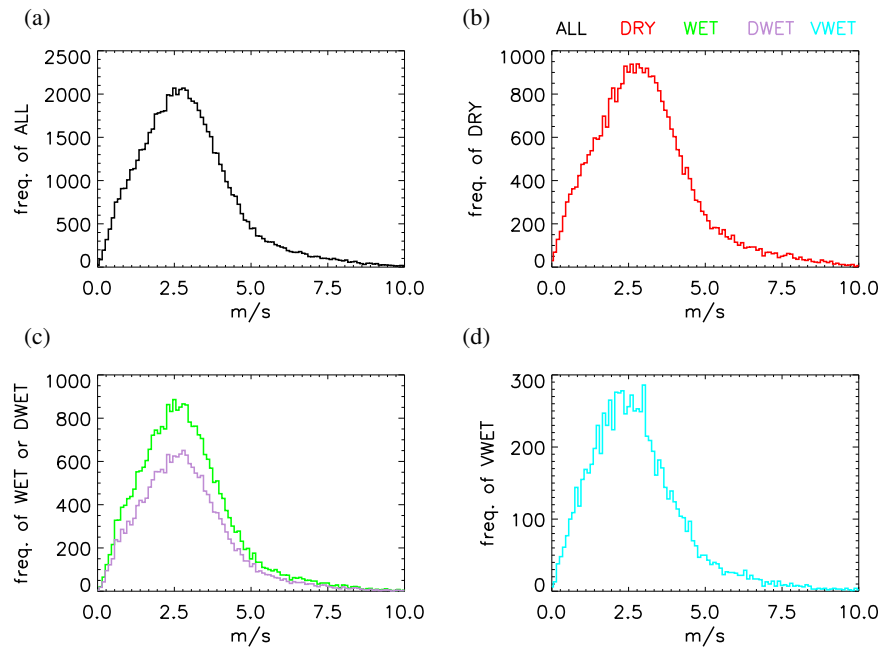 (a)
(b)
ALL DRY WET DWET VWET
freq. of ALL
2500
2000
1500
1000
500
0
0.0 2.5 5.0 7.5 10.0
m/s
freq. of DRY
1000
800
600
400
200
0
0.0 2.5 5.0 7.5 10.0
m/s
(c)
(d)
freq. of WET or DWET
1000
800
600
400
200
0
0.0 2.5 5.0 7.5 10.0
m/s
freq. of VWET
300
200
100
0
0.0 2.5 5.0 7.5 10.0
m/s